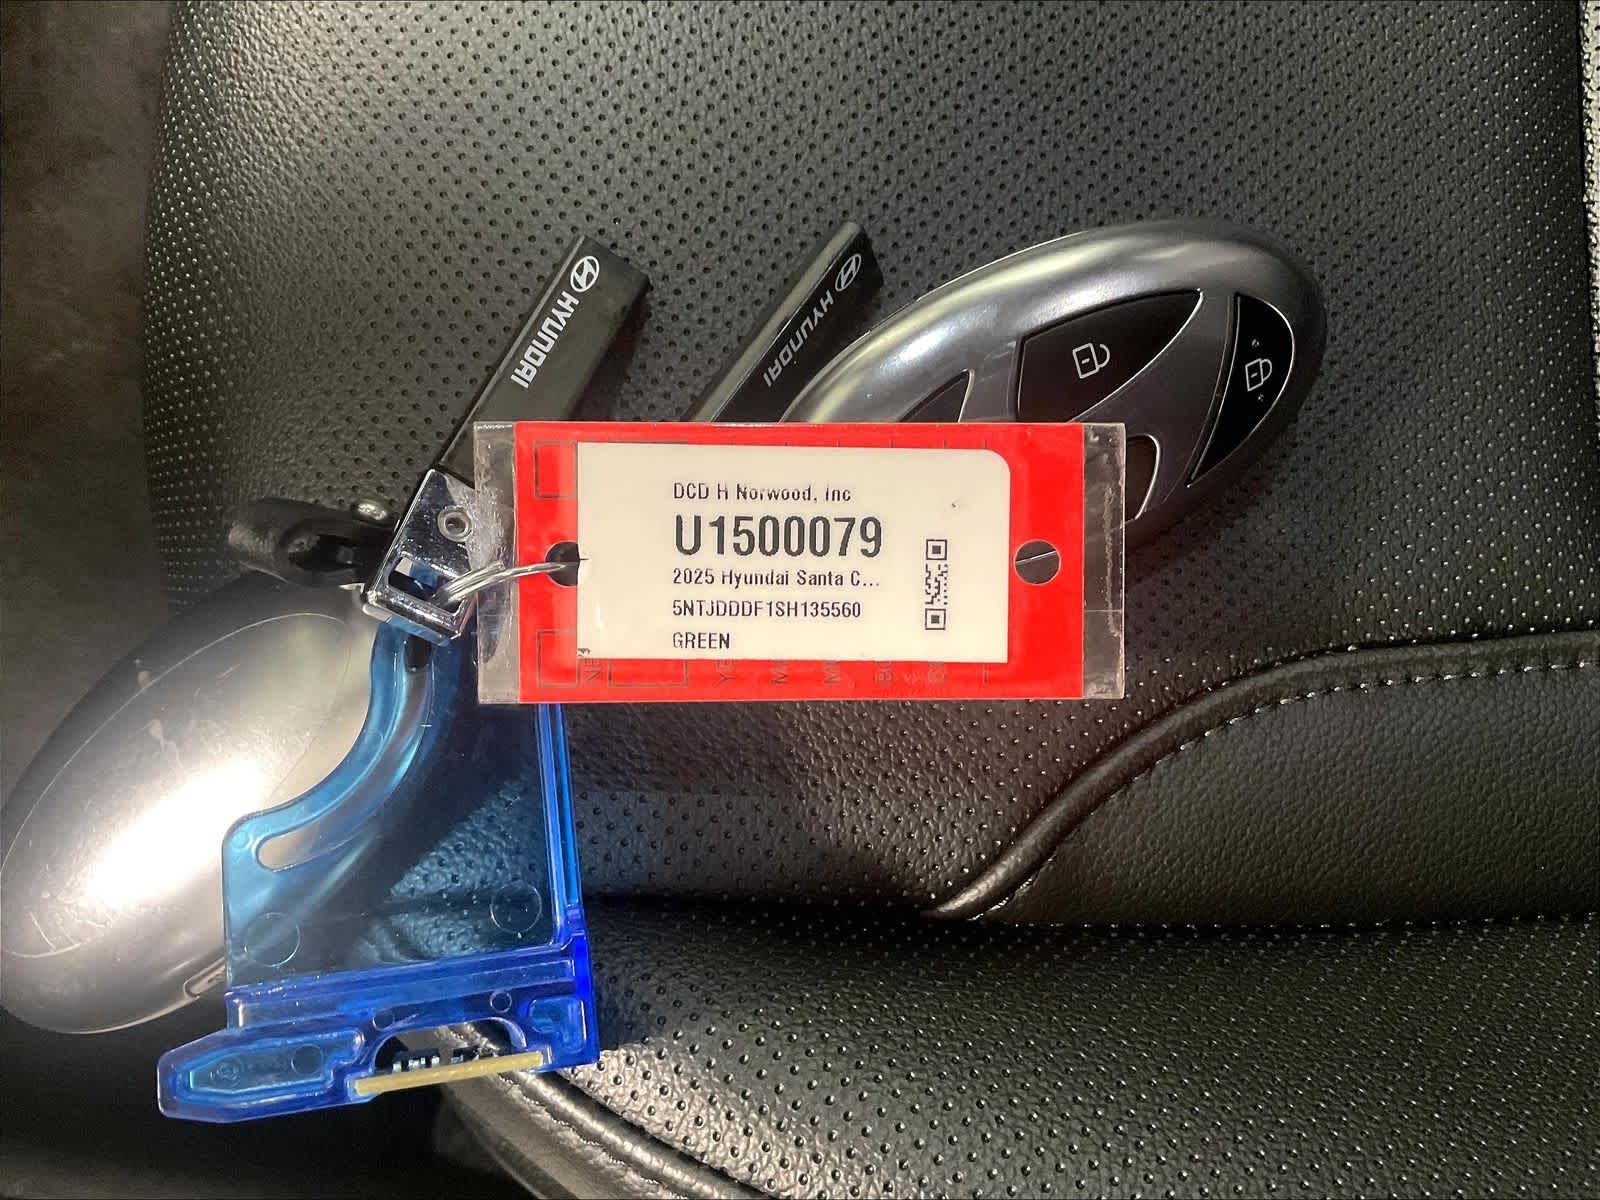 HYUNDAI
HYUNDAI
DCD H Norwood, Inc
U1500079
2025 Hyundai Santa C...
5NTJDDDF1SH135560
GREEN